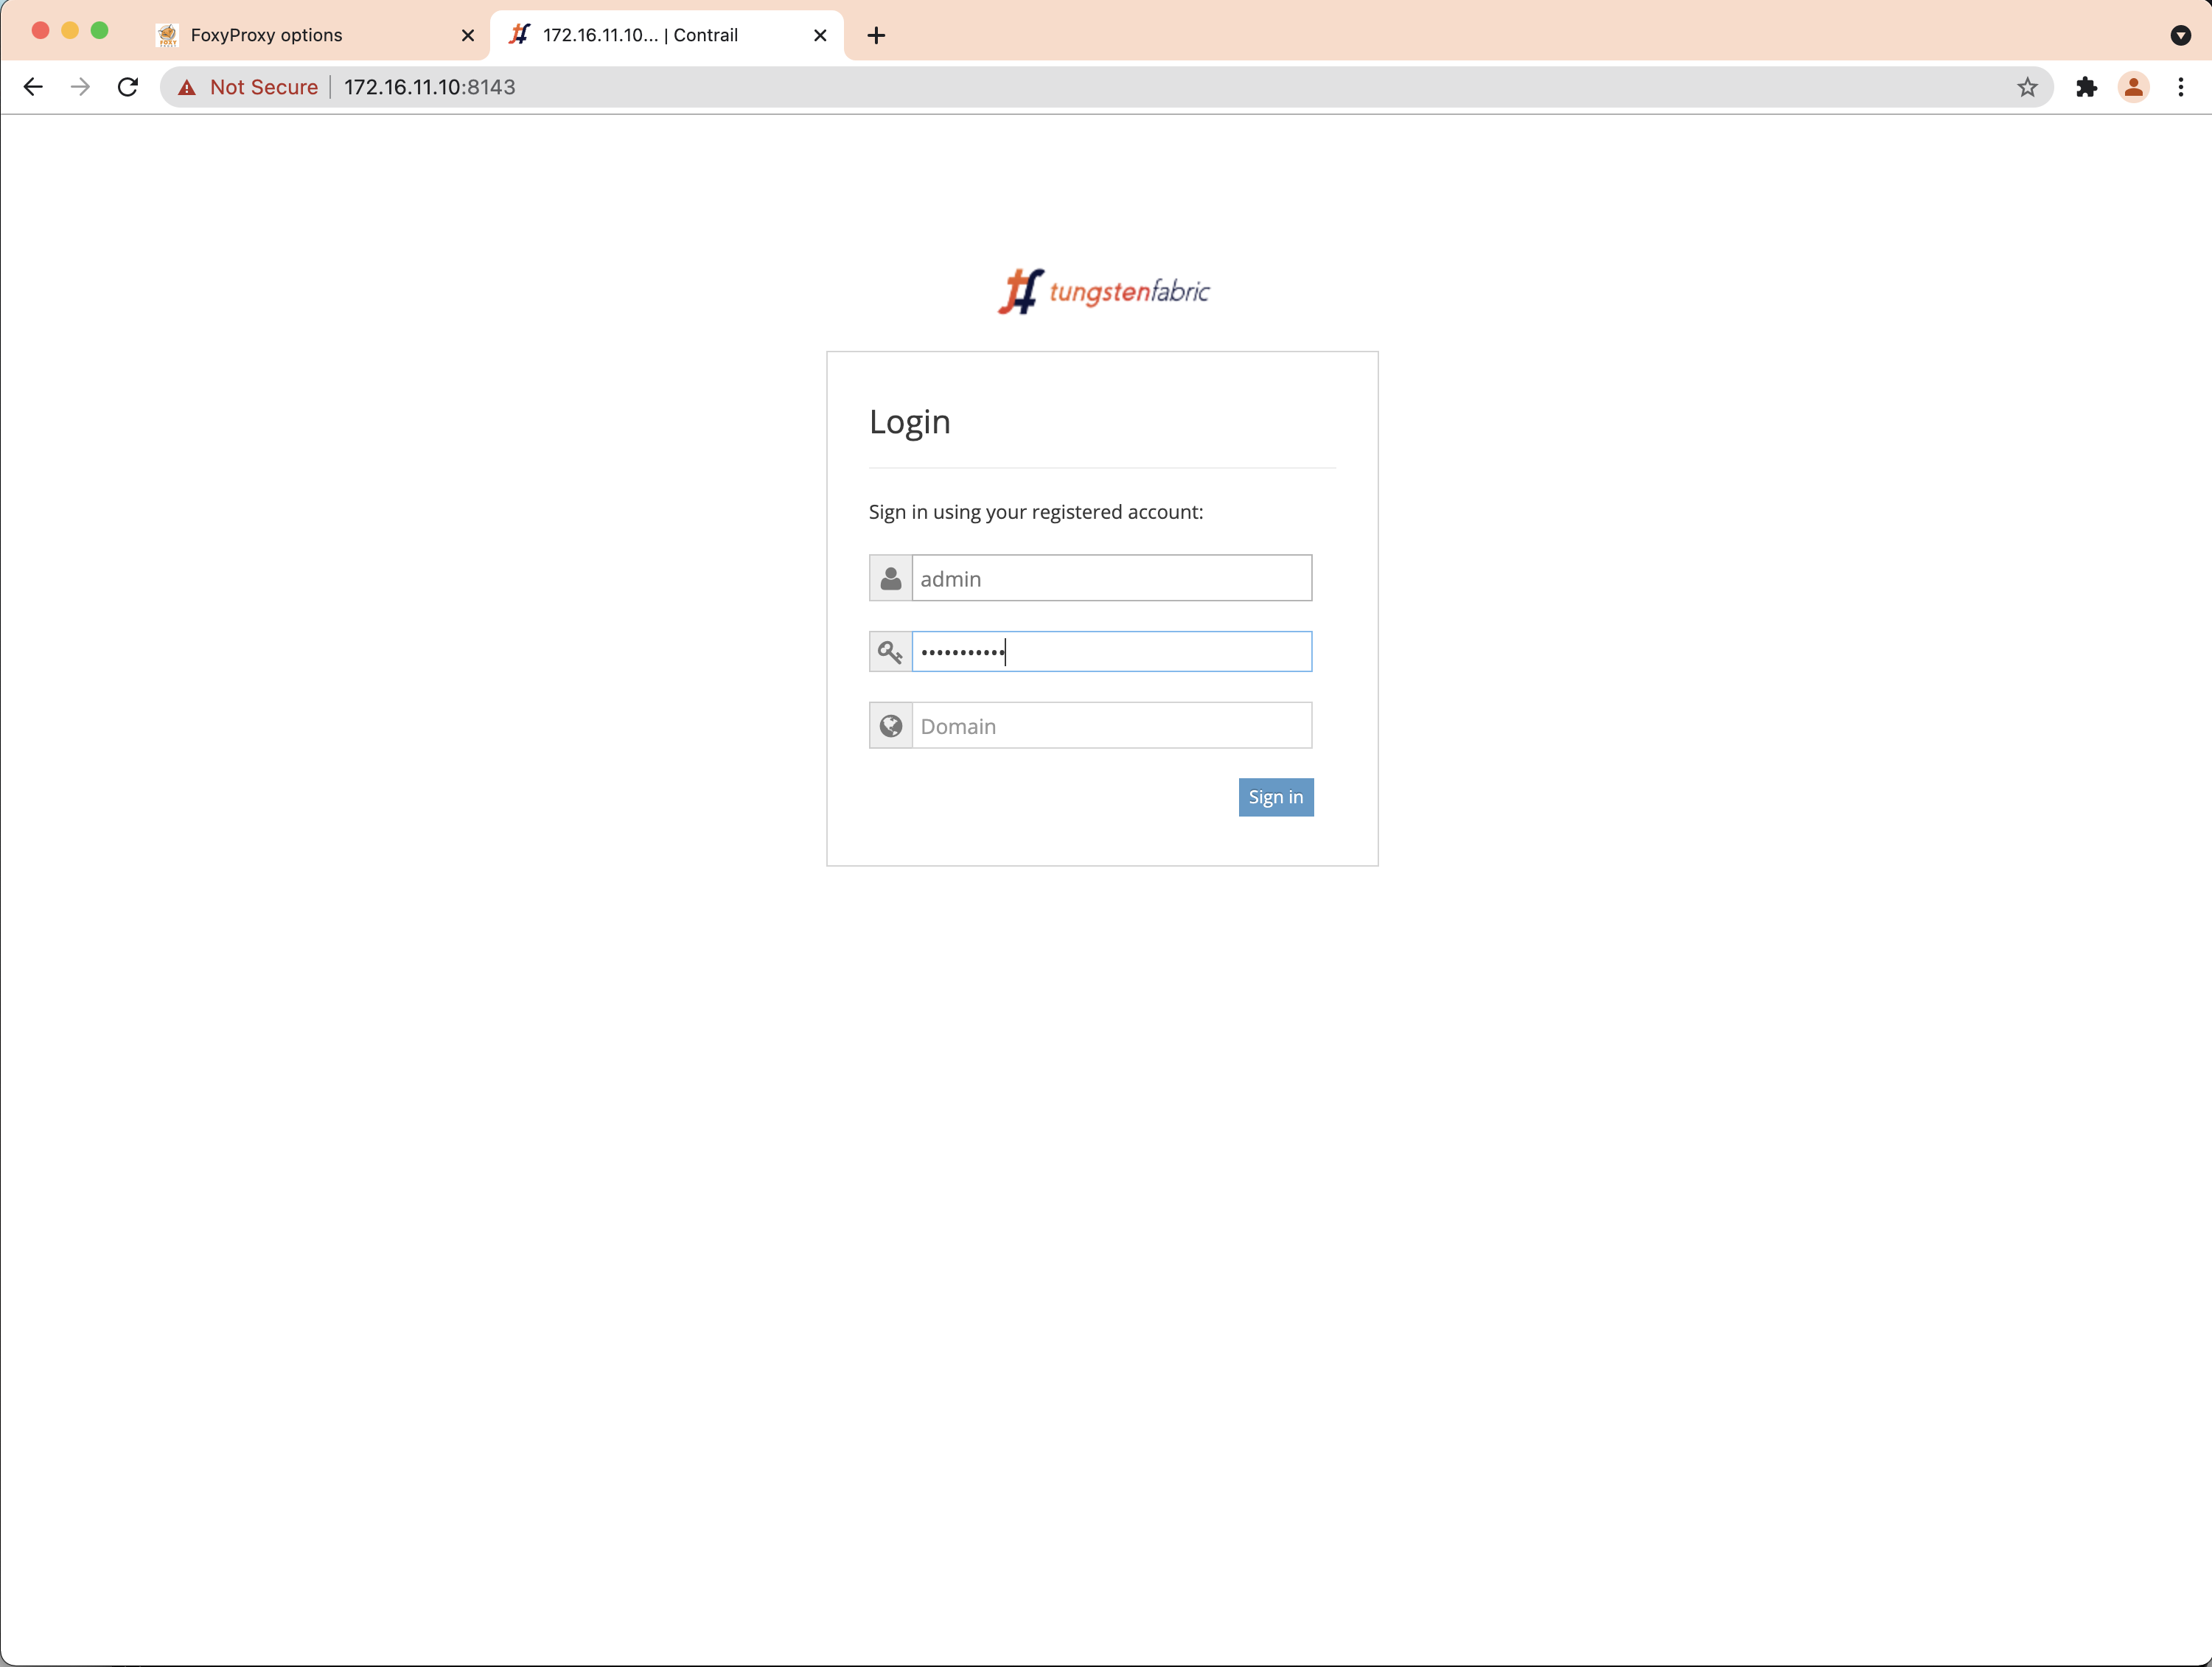 FoxyProxy options
172.16.11.10... | Contrail
Not Secure
172.16.11.10:8143
tungstenfabric
Login
Sign in using your registered account:
admin
•••••••••••
Domain
Sign in